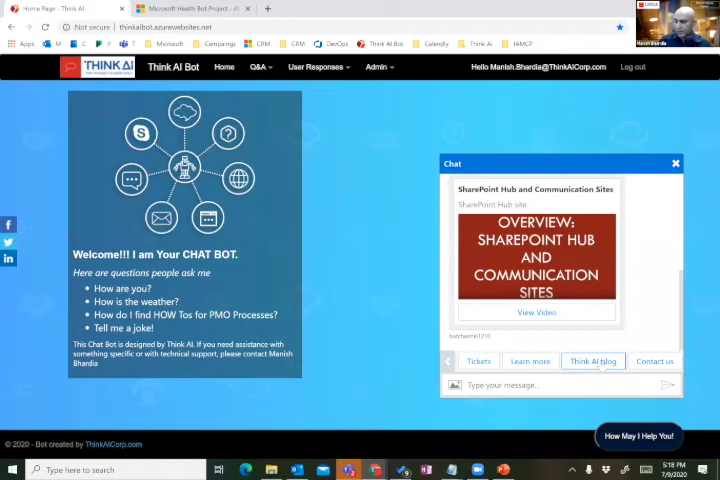 Home Page - Think AI
Microsoft Health Bot Project - AI
Not secure
thinkaibot.azurewebsites.net
Apps
M
C
P
T
Microsoft
Campaings
CRM
CRM
DevOps
Think AI Bot
Calendly
Think AI
IAMCP
Manish Bhardia
THINK AI
Think AI Bot
Home
Q&A
User Responses
Admin
Hello Manish.Bhardia@ThinkAICorp.com
Log out
Welcome!!! I am Your CHAT BOT.
Here are questions people ask me
How are you?
How is the weather?
How do I find HOW Tos for PMO Processes?
Tell me a joke!
This Chat Bot is designed by Think AI. If you need assistance with
something specific or with technical support, please contact Manish
Bhardia
Chat
SharePoint Hub and Communication Sites
SharePoint Hub site
OVERVIEW:
SHAREPOINT HUB
AND
COMMUNICATION
SITES
View Video
botchannel1210
Tickets
Learn more
Think AI blog
Contact us
Type your message..
How May I Help You!
© 2020 - Bot created by ThinkAICorp.com
Type here to search
5:18 PM
7/9/2020